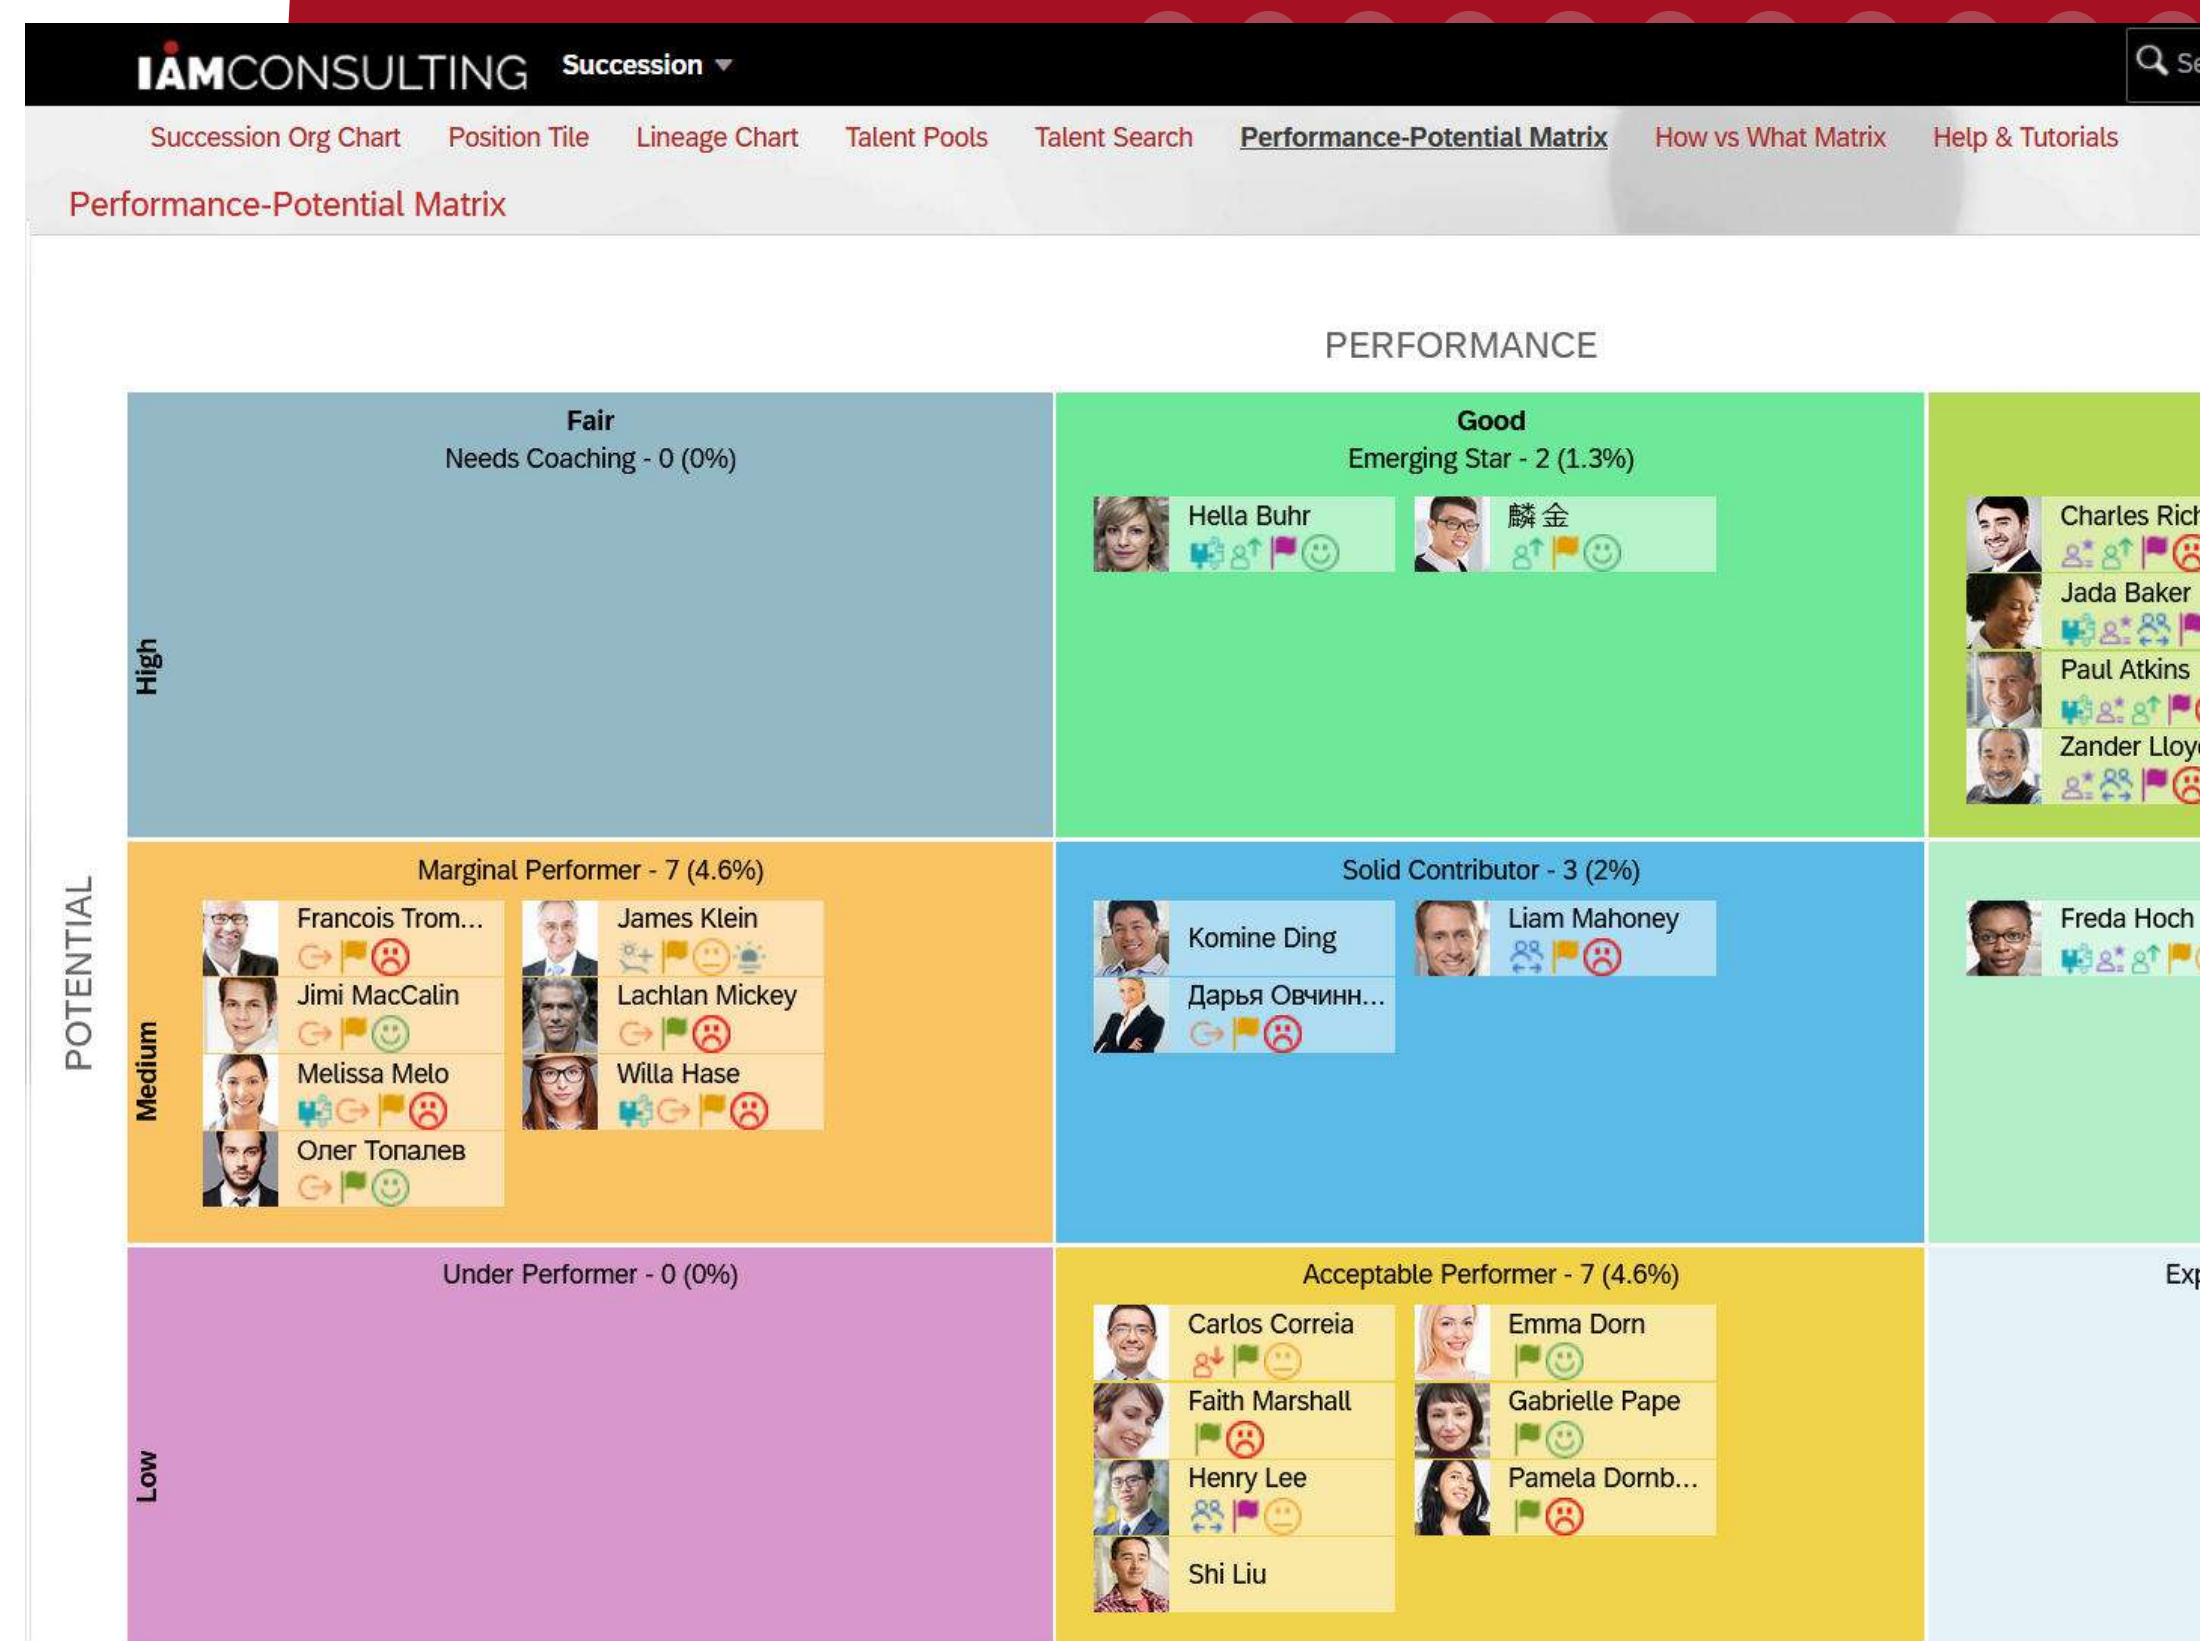 IAMCONSULTING Succession
Succession Org Chart Position Tile Lineage Chart Talent Pools Talent Search Performance-Potential Matrix How vs What Matrix Help & Tutorials
Performance-Potential Matrix
PERFORMANCE
POTENTIAL
Fair
Needs Coaching - 0 (0%)
Good
Emerging Star - 2 (1.3%)
High
Hella Buhr
麟 金
Charles Rich
Jada Baker
Paul Atkins
Zander Lloy
Medium
Marginal Performer - 7 (4.6%)
Francois Trom...
James Klein
Jimi MacCalin
Lachlan Mickey
Melissa Melo
Willa Hase
Олег Топалев
Solid Contributor - 3 (2%)
Komine Ding
Liam Mahoney
Дарья Овчинн...
Freda Hoch
Low
Under Performer - 0 (0%)
Acceptable Performer - 7 (4.6%)
Carlos Correia
Emma Dorn
Faith Marshall
Gabrielle Pape
Henry Lee
Pamela Dornb...
Shi Liu